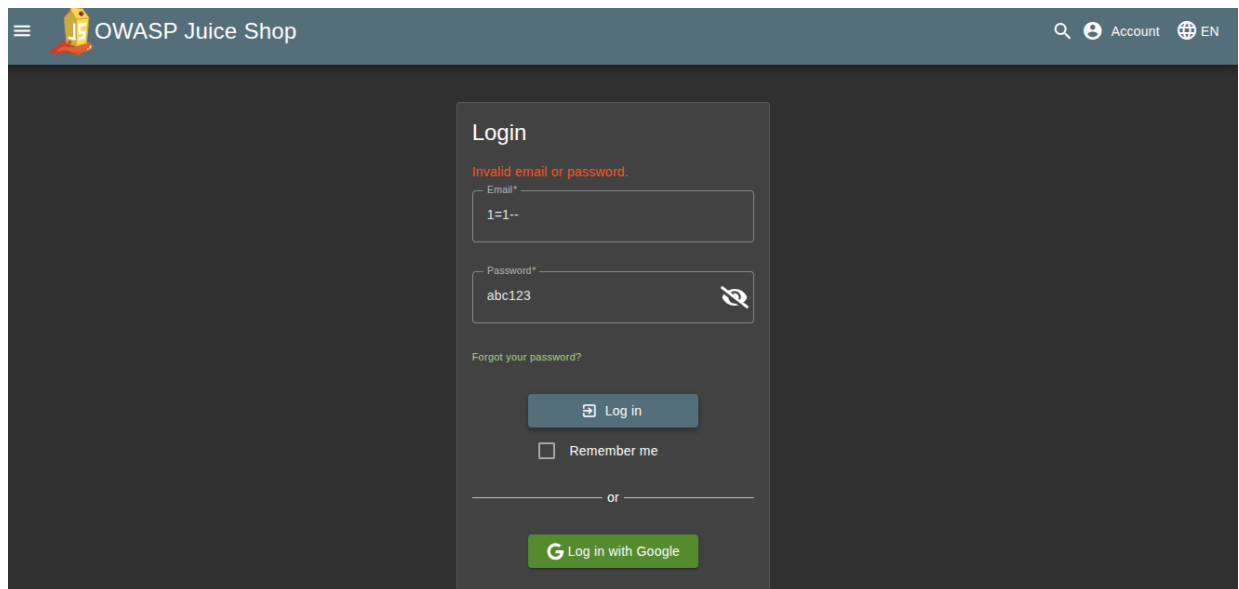 OWASP Juice Shop Account EN
Login
Invalid email or password.
Email*
1=1--
Password*
abc123
Forgot your password?
Log in
Remember me
or
G Log in with Google